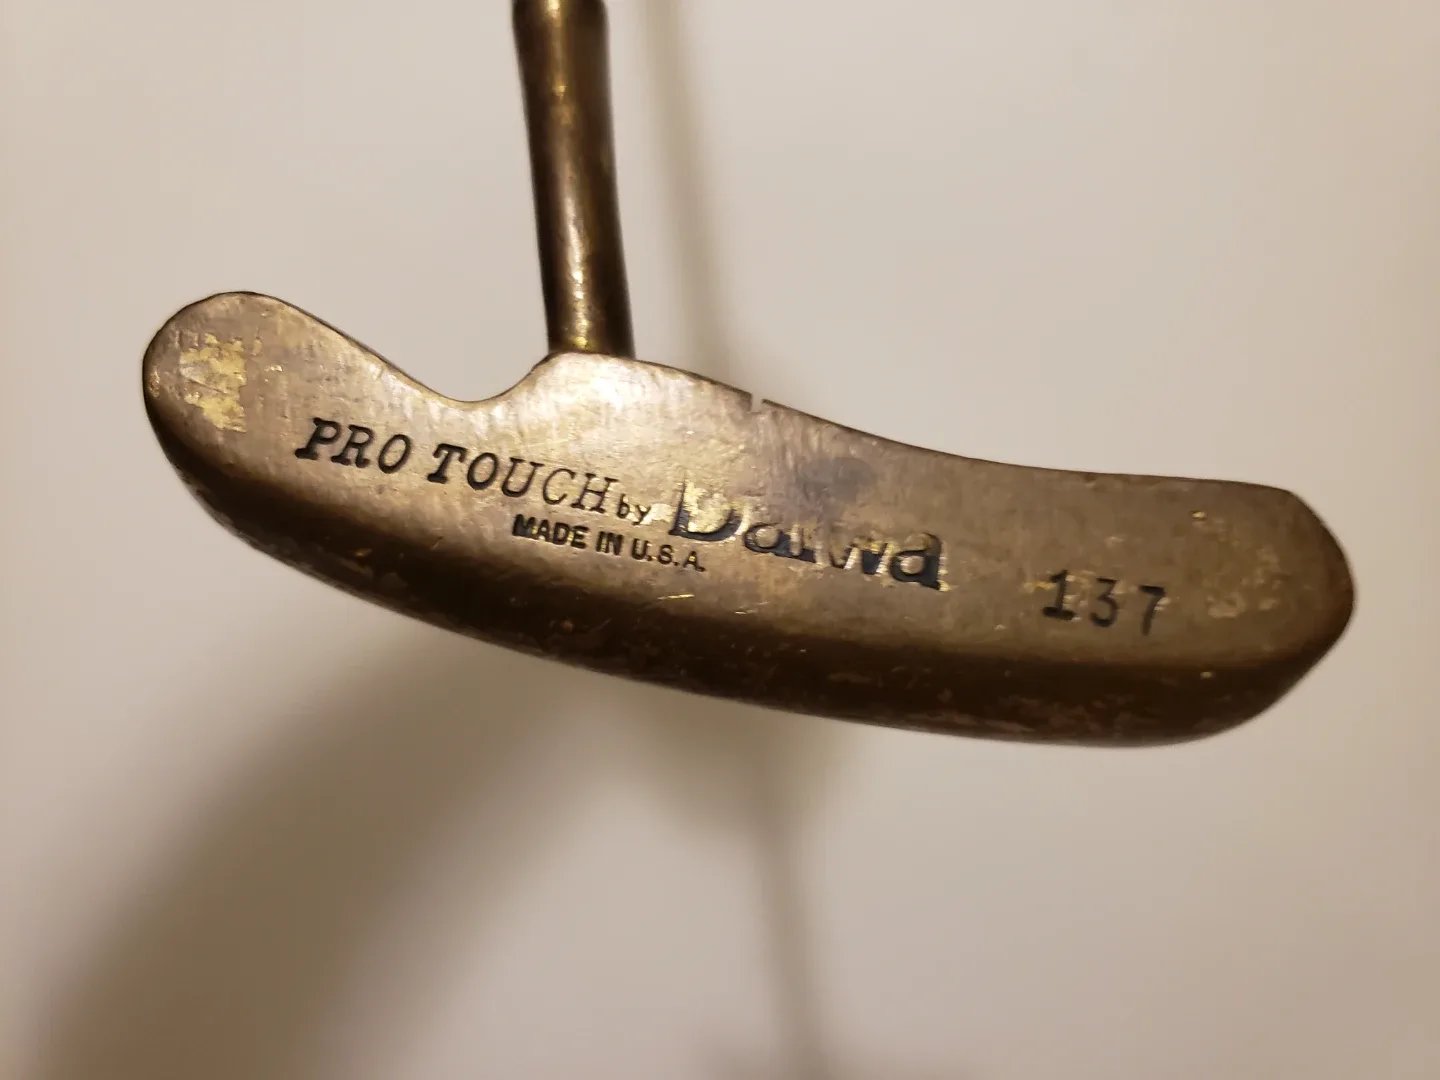 PRO TOUCH by Daiwa
MADE IN U.S.A.
137